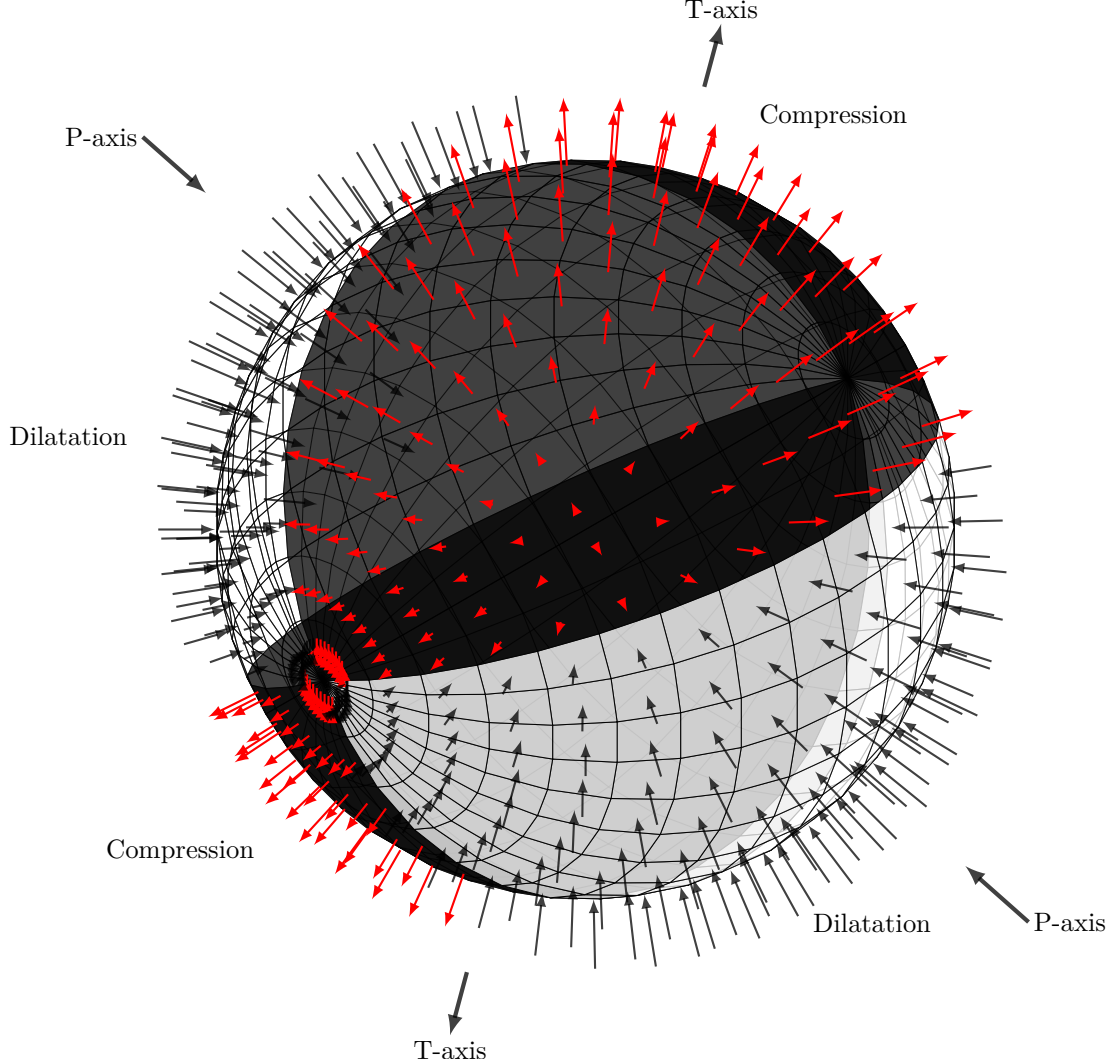 T-axis
Compression
P-axis
Dilatation
Compression
Dilatation
P-axis
T-axis